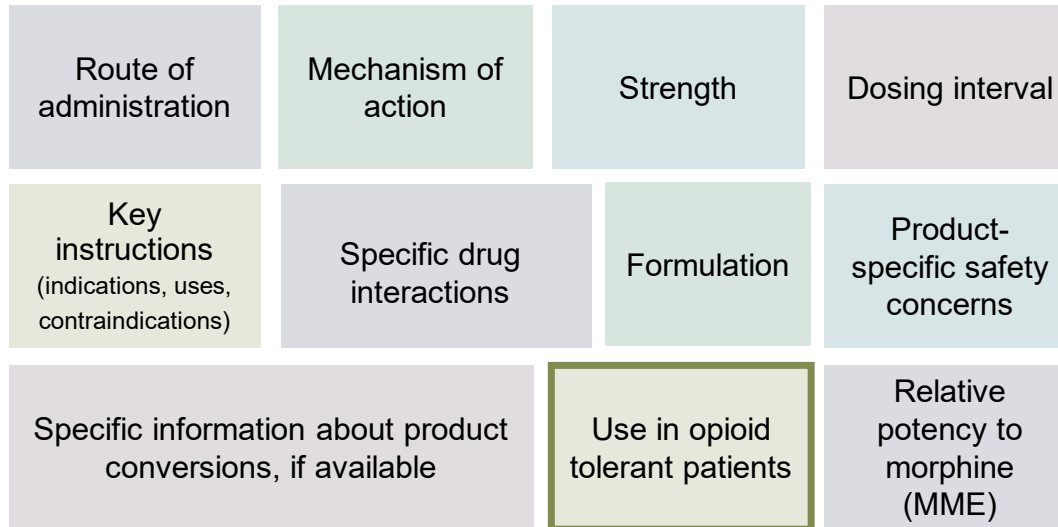 Route of
administration
Mechanism of
action
Strength
Dosing interval
Key
instructions
(indications, uses,
contraindications)
Specific drug
interactions
Formulation
Product-
specific safety
concerns
Specific information about product
conversions, if available
Use in opioid
tolerant patients
Relative
potency to
morphine
(MME)